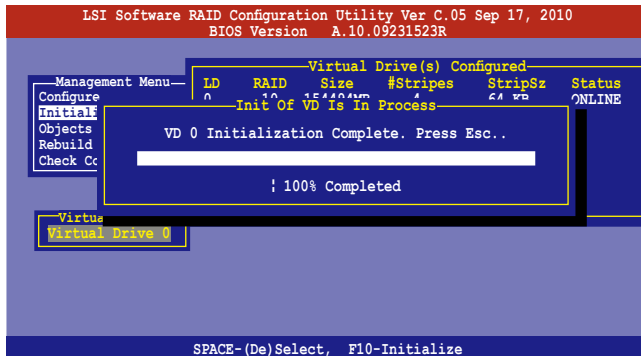 LSI Software RAID Configuration Utility Ver C.05 Sep 17, 2010
BIOS Version A.10.09231523R
Virtual Drive(s) Configured
Management Menu
LD RAID Size #Stripes StripSz Status
Configure
64 KB ONLINE
Init Of VD Is In Process
Initiali
Objects
VD 0 Initialization Complete. Press Esc..
Rebuild
Check Co
¦ 100% Completed
Virtua
Virtual Drive 0
SPACE-(De)Select, F10-Initialize